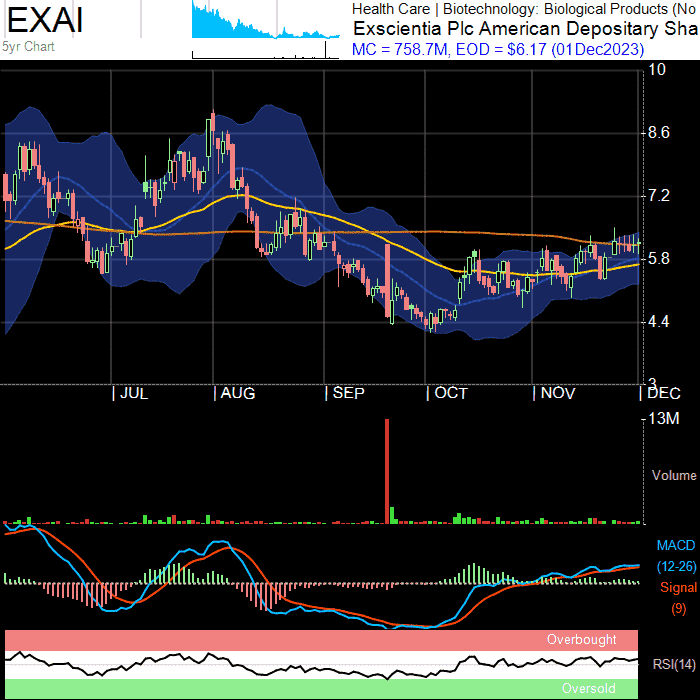 EXAI
5yr Chart
Health Care | Biotechnology: Biological Products (No
Exscientia Plc American Depositary Sha
MC = 758.7M, EOD = $6.17 (01Dec2023)
10
8.6
7.2
5.8
4.4
3
| JUL | AUG | SEP | OCT | NOV | DEC
13M
Volume
MACD
(12-26)
Signal
(9)
Overbought
RSI(14)
Oversold